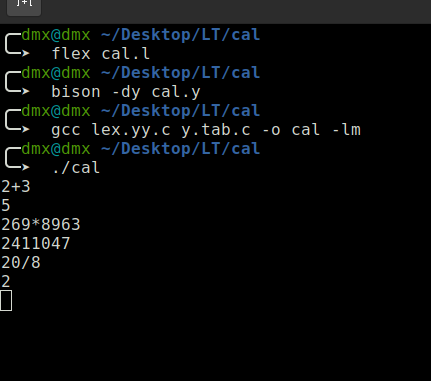 dmx@dmx ~/Desktop/LT/cal
flex cal.l
dmx@dmx ~/Desktop/LT/cal
bison -dy cal.y
dmx@dmx ~/Desktop/LT/cal
gcc lex.yy.c y.tab.c -o cal -lm
dmx@dmx ~/Desktop/LT/cal
./cal
2+3
5
269*8963
2411047
20/8
2